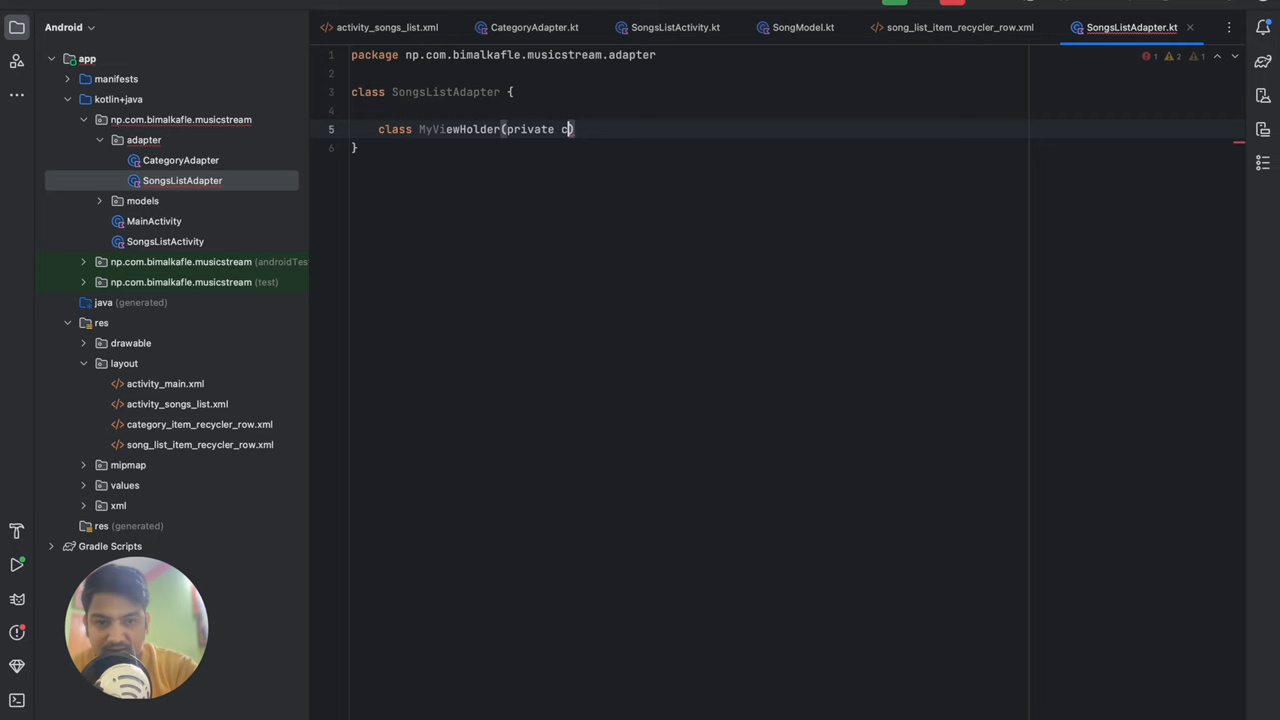 Android
activity_songs_list.xml
CategoryAdapter.kt
SongsListActivity.kt
SongModel.kt
song_list_item_recycler_row.xml
SongsListAdapter.kt
app
manifests
kotlin+java
np.com.bimalkafle.musicstream
adapter
CategoryAdapter
SongsListAdapter
models
MainActivity
SongsListActivity
np.com.bimalkafle.musicstream (androidTes
np.com.bimalkafle.musicstream (test)
java (generated)
res
drawable
layout
activity_main.xml
activity_songs_list.xml
category_item_recycler_row.xml
song_list_item_recycler_row.xml
mipmap
values
xml
res (generated)
Gradle Scripts
1 package np.com.bimalkafle.musicstream.adapter
2
3 class SongsListAdapter {
4
5 class MyViewHolder(private c)
6 }
1 2 1